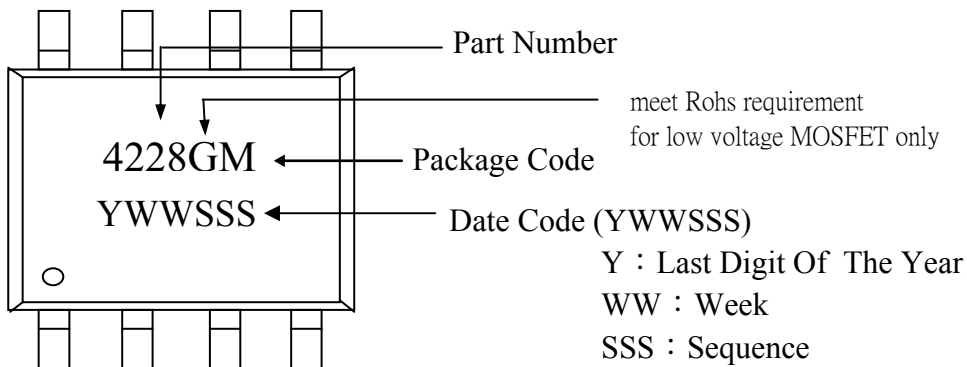 Part Number
meet Rohs requirement
for low voltage MOSFET only
4228GM
Package Code
YWWSSS
Date Code (YWWSSS)
Y：Last Digit Of The Year
WW：Week
SSS：Sequence